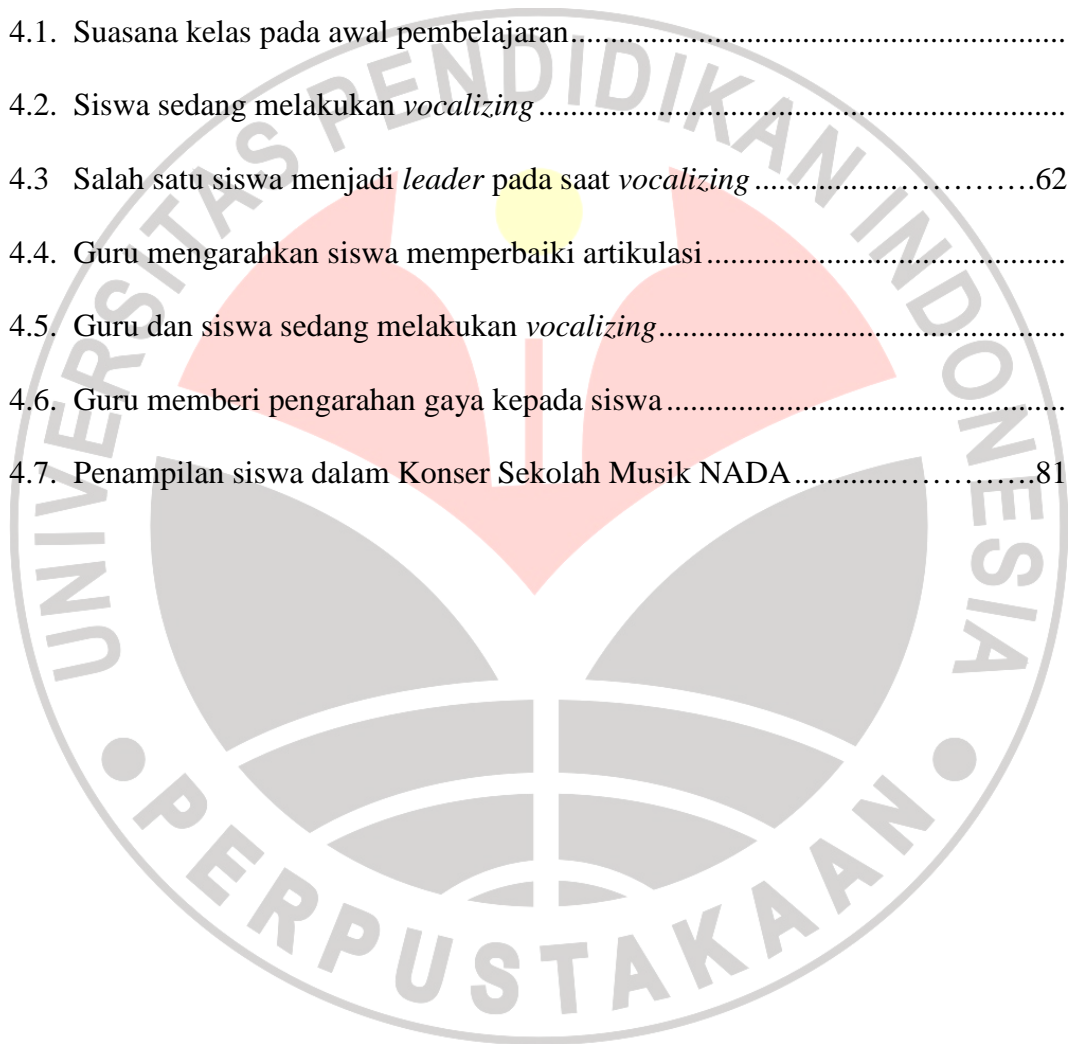 4.1. Suasana kelas pada awal pembelajaran..................................................................
4.2. Siswa sedang melakukan vocalizing......................................................................
4.3 Salah satu siswa menjadi leader pada saat vocalizing...................………….62
4.4. Guru mengarahkan siswa memperbaiki artikulasi................................................
4.5. Guru dan siswa sedang melakukan vocalizing......................................................
4.6. Guru memberi pengarahan gaya kepada siswa.....................................................
4.7. Penampilan siswa dalam Konser Sekolah Musik NADA.............…………..81
UNIVERSITAS PENDIDIKAN INDONESIA
PERPUSTAKAAN